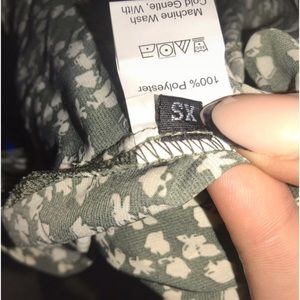 XS
100% Polyester
Machine Wash
Cold Gentle, With